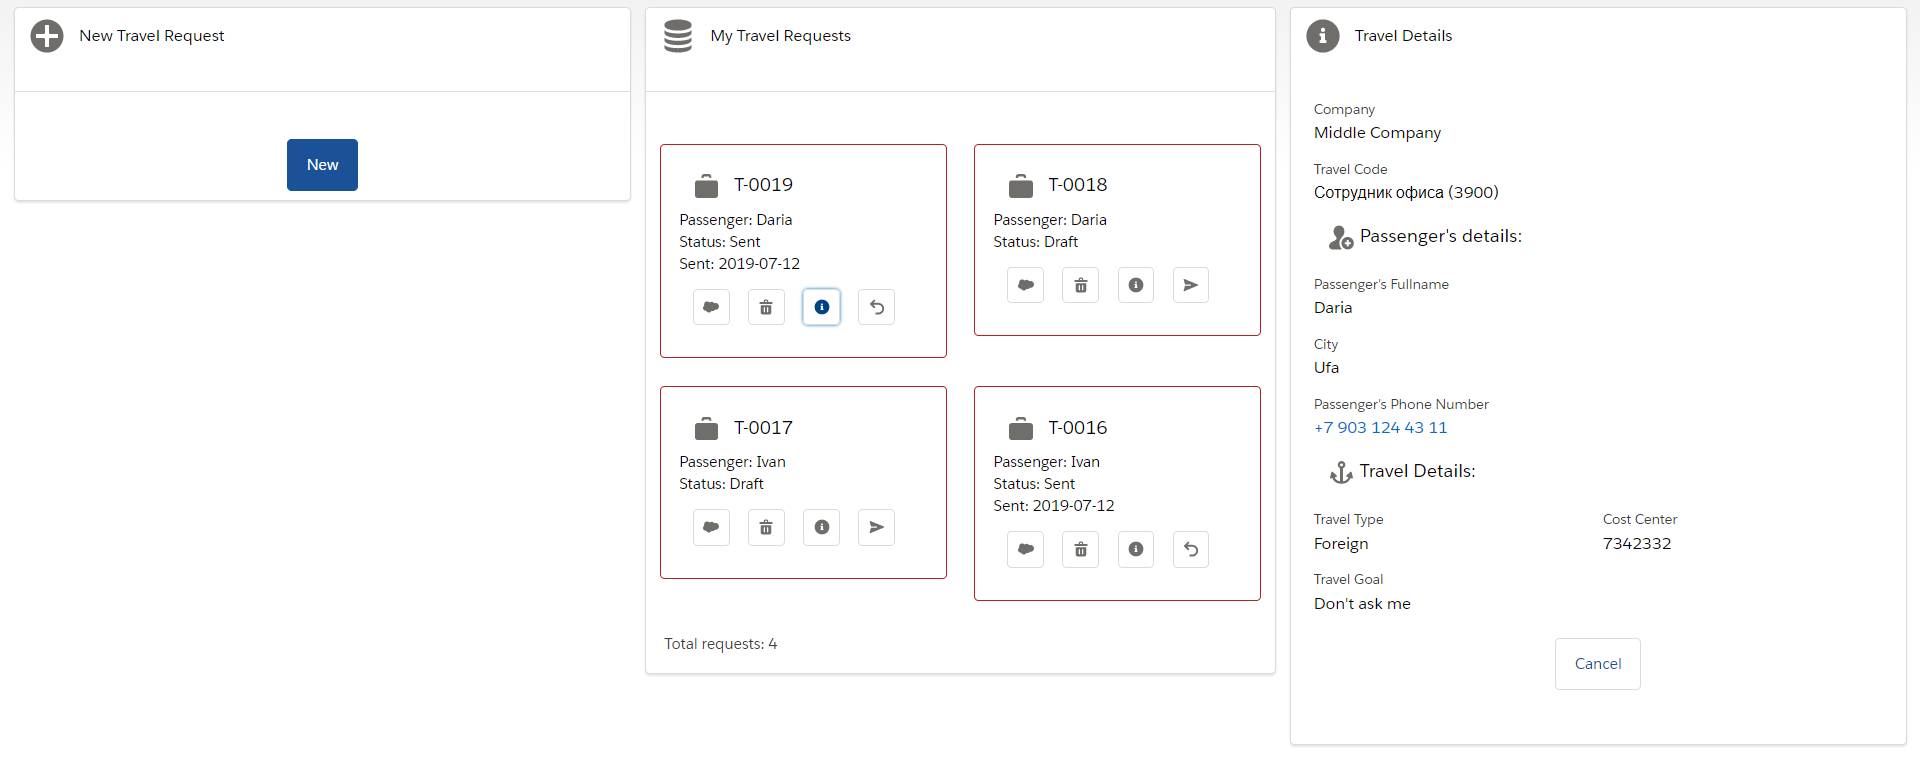 New Travel Request
New
My Travel Requests
T-0019
Passenger: Daria
Status: Sent
Sent: 2019-07-12
T-0018
Passenger: Daria
Status: Draft
T-0017
Passenger: Ivan
Status: Draft
T-0016
Passenger: Ivan
Status: Sent
Sent: 2019-07-12
Total requests: 4
Travel Details
Company
Middle Company
Travel Code
Сотрудник офиса (3900)
Passenger's details:
Passenger's Fullname
Daria
City
Ufa
Passenger's Phone Number
+7 903 124 43 11
Travel Details:
Travel Type
Foreign
Cost Center
7342332
Travel Goal
Don't ask me
Cancel